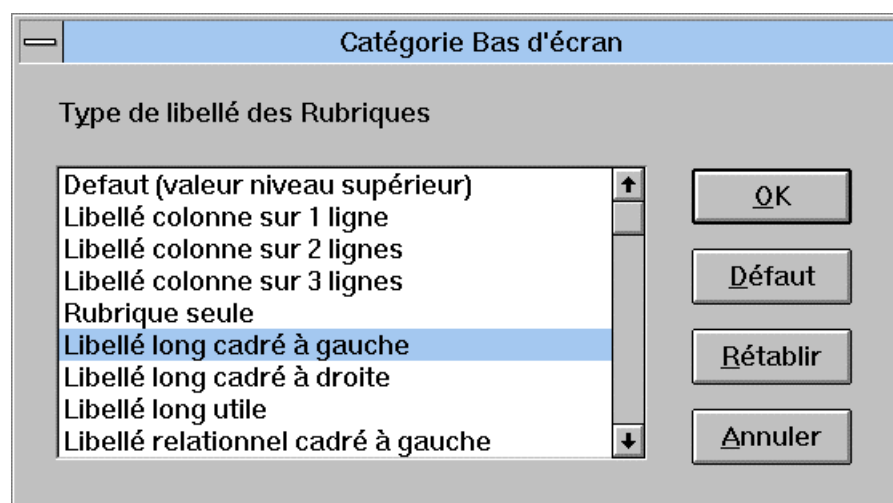 Catégorie Bas d'écran
Type de libellé des Rubriques
Defaut (valeur niveau supérieur)
Libellé colonne sur 1 ligne
Libellé colonne sur 2 lignes
Libellé colonne sur 3 lignes
Rubrique seule
Libellé long cadré à gauche
Libellé long cadré à droite
Libellé long utile
Libellé relationnel cadré à gauche
OK
Défaut
Rétablir
Annuler